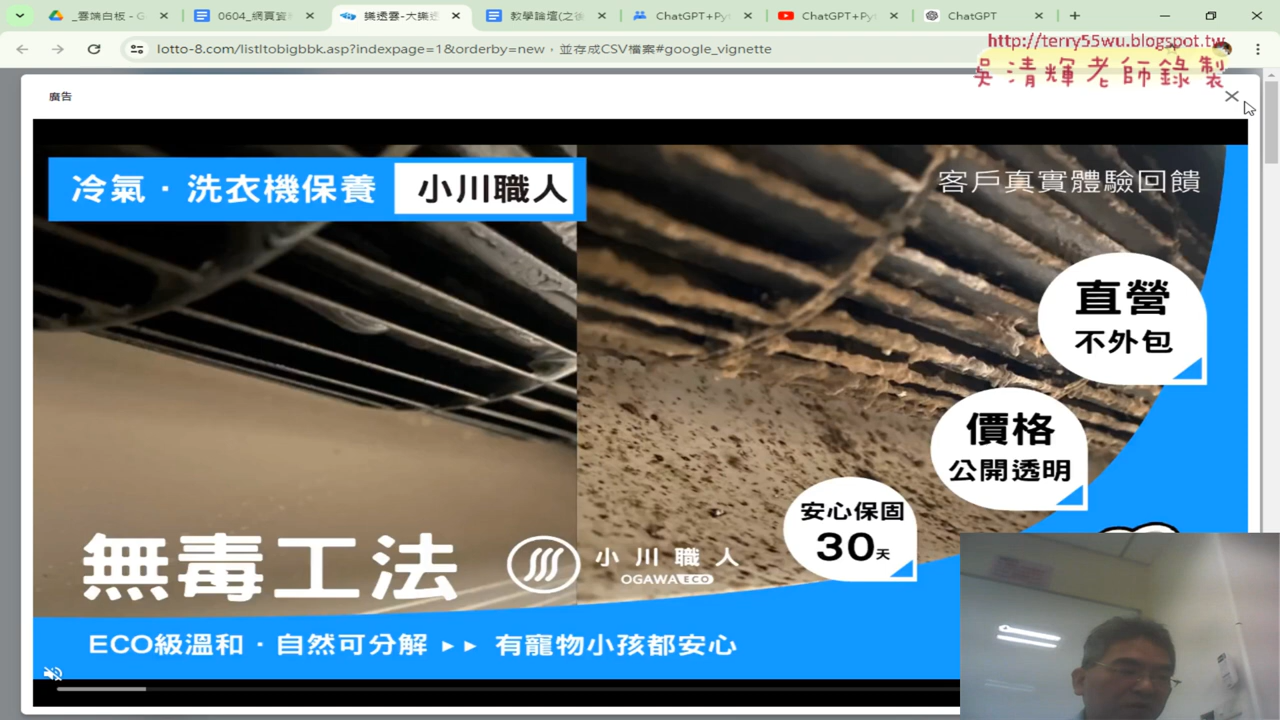 _雲端白板 - G
0604_網頁資
樂透雲-大樂透
教學論壇(之後
ChatGPT+Py
ChatGPT+Py
ChatGPT
lotto-8.com/listltobigbbk.asp?indexpage=1&orderby=new，並存成CSV檔案#google_vignette
http://terry55wu.blogspot.tw
吳清輝老師錄製
廣告
冷氣·洗衣機保養 小川職人
客戶真實體驗回饋
直營
不外包
價格
公開透明
安心保固
30天
無毒工法
小川職人
OGAWA ECO
ECO級溫和·自然可分解 ▸▸ 有寵物小孩都安心